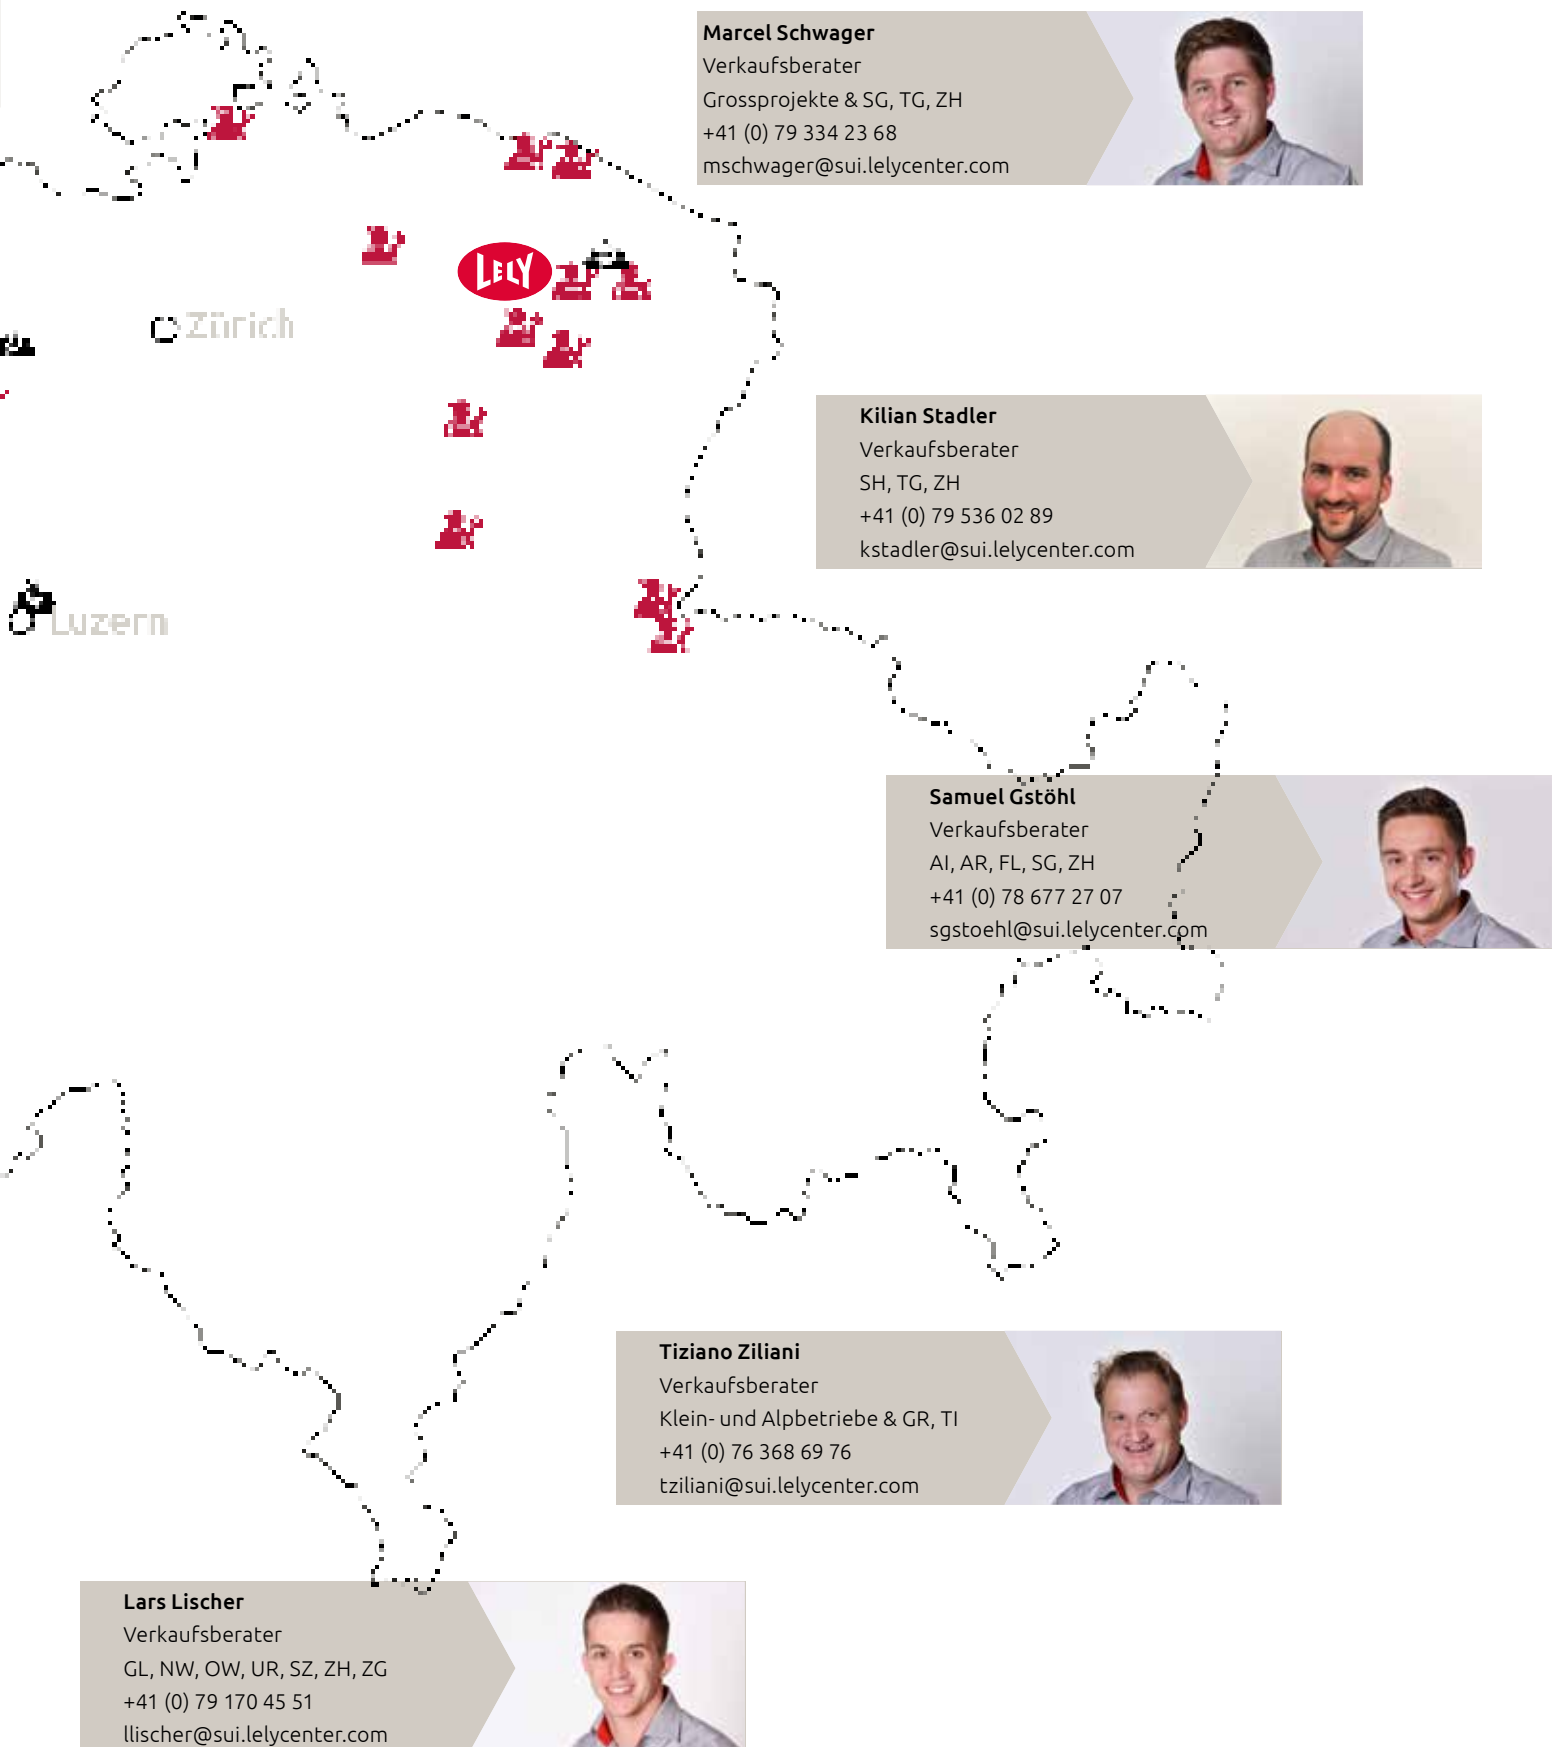 Marcel Schwager
Verkaufsberater
Grossprojekte & SG, TG, ZH
+41 (0) 79 334 23 68
mschwager@sui.lelycenter.com
LELY
Zürich
Kilian Stadler
Verkaufsberater
SH, TG, ZH
+41 (0) 79 536 02 89
kstadler@sui.lelycenter.com
Luzern
Samuel Gstöhl
Verkaufsberater
AI, AR, FL, SG, ZH
+41 (0) 78 677 27 07
sgstoehl@sui.lelycenter.com
Tiziano Ziliani
Verkaufsberater
Klein- und Alpbetriebe & GR, TI
+41 (0) 76 368 69 76
tziliani@sui.lelycenter.com
Lars Lischer
Verkaufsberater
GL, NW, OW, UR, SZ, ZH, ZG
+41 (0) 79 170 45 51
llischer@sui.lelycenter.com